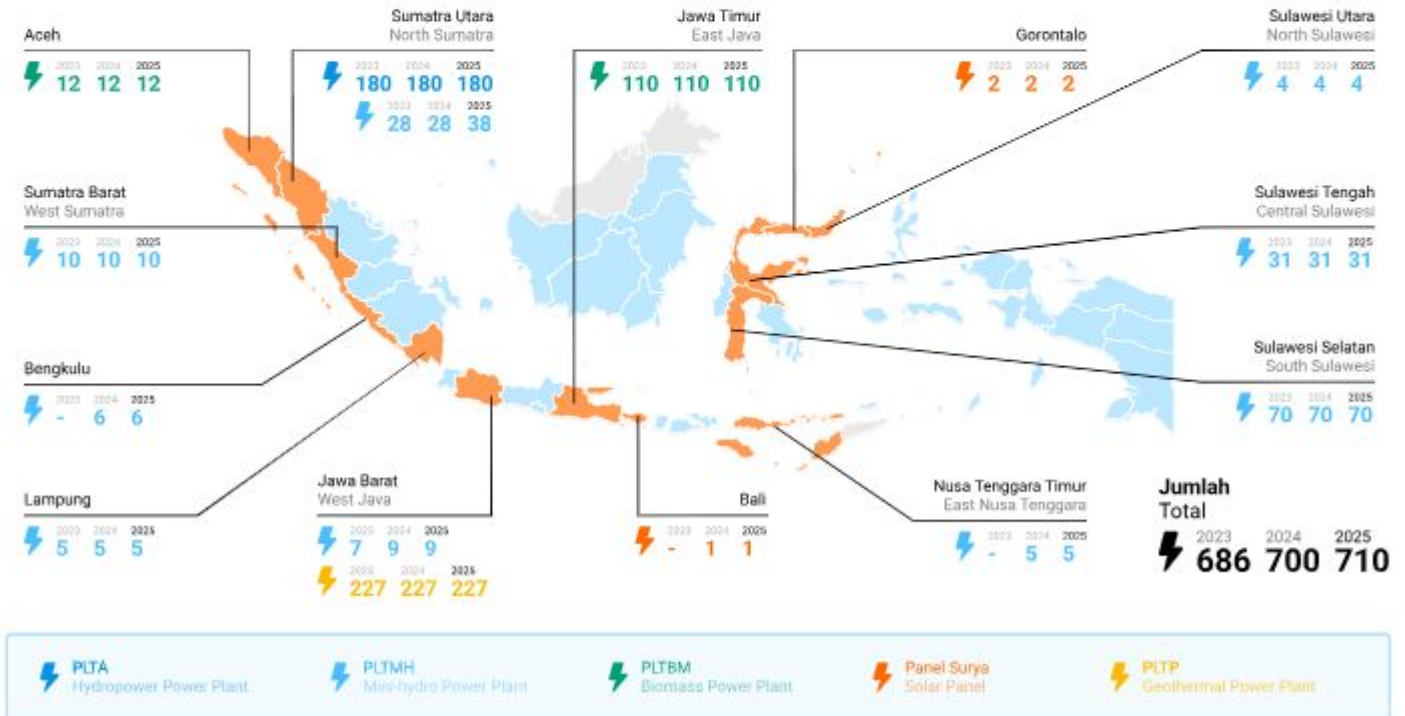 Aceh
2023 2024 2025
12 12 12
Sumatra Utara
North Sumatra
2023 2024 2025
180 180 180
2023 2024 2025
28 28 38
Jawa Timur
East Java
2023 2024 2025
110 110 110
Gorontalo
2023 2024 2025
2 2 2
Sulawesi Utara
North Sulawesi
2023 2024 2025
4 4 4
Sumatra Barat
West Sumatra
2023 2024 2025
10 10 10
Sulawesi Tengah
Central Sulawesi
2023 2024 2025
31 31 31
Bengkulu
2023 2024 2025
- 6 6
Sulawesi Selatan
South Sulawesi
2023 2024 2025
70 70 70
Lampung
2023 2024 2025
5 5 5
Jawa Barat
West Java
2023 2024 2025
7 9 9
2023 2024 2025
227 227 227
Bali
2023 2024 2025
- 1 1
Nusa Tenggara Timur
East Nusa Tenggara
2023 2024 2025
- 5 5
Jumlah
Total
2023 2024 2025
686 700 710
PLTA
Hydropower Power Plant
PLTMH
Mini-hydro Power Plant
PLTBM
Biomass Power Plant
Panel Surya
Solar Panel
PLTP
Geothermal Power Plant